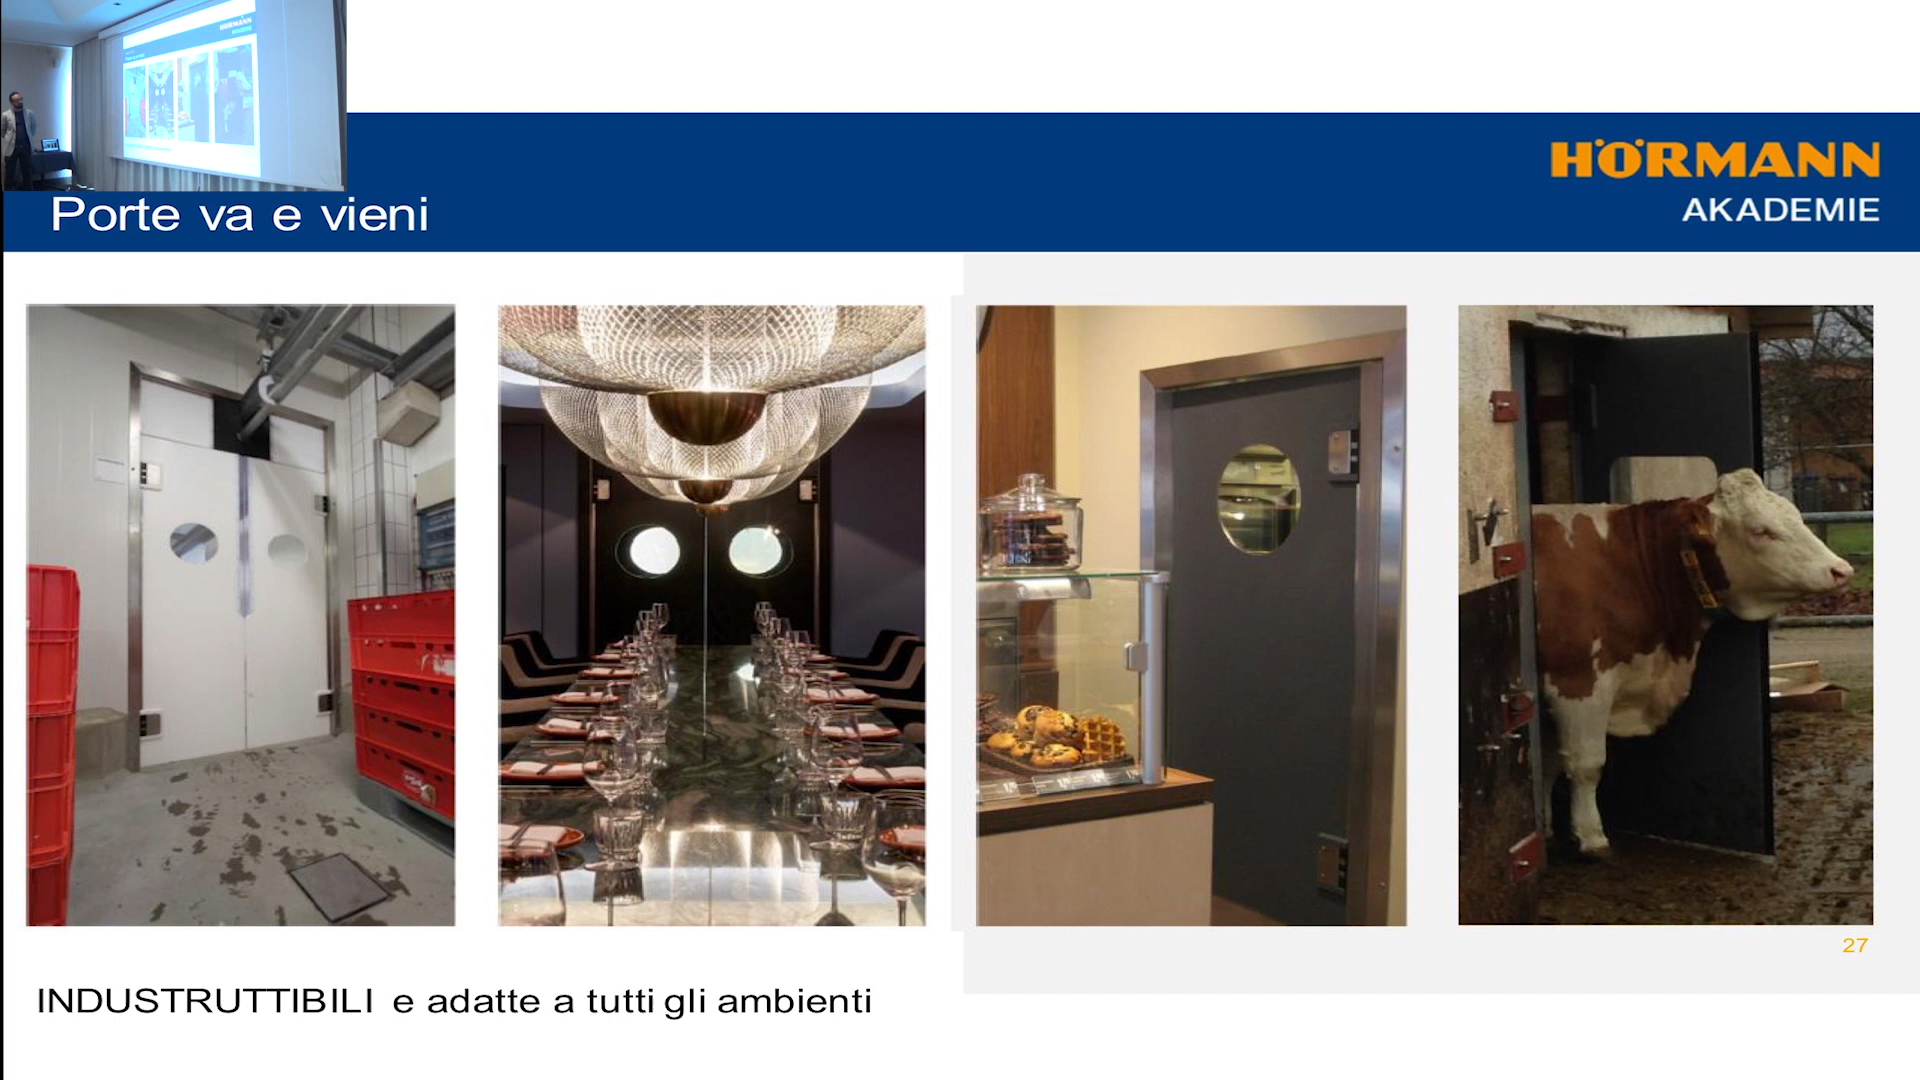 HÖRMANN
AKADEMIE
Porte va e vieni
27
INDUSTRUTTIBILI e adatte a tutti gli ambienti